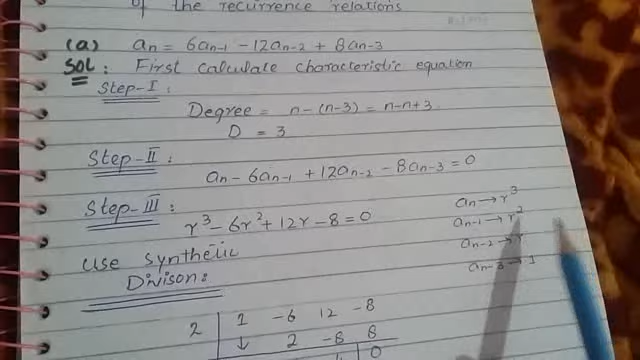 of the recurrence relations
(a) an = 6an-1 - 12an-2 + 8an-3
Sol: First calculate characteristic equation
Step-I:
Degree = n-(n-3) = n-n+3
D = 3
Step-II:
an - 6an-1 + 12an-2 - 8an-3 = 0
Step-III:
r³ - 6r² + 12r - 8 = 0
an → r³
an-1 → r²
an-2 → r
an-3 → 1
Use synthetic
Divison:
2 | 1 -6 12 -8
↓ 2 -8 8
0